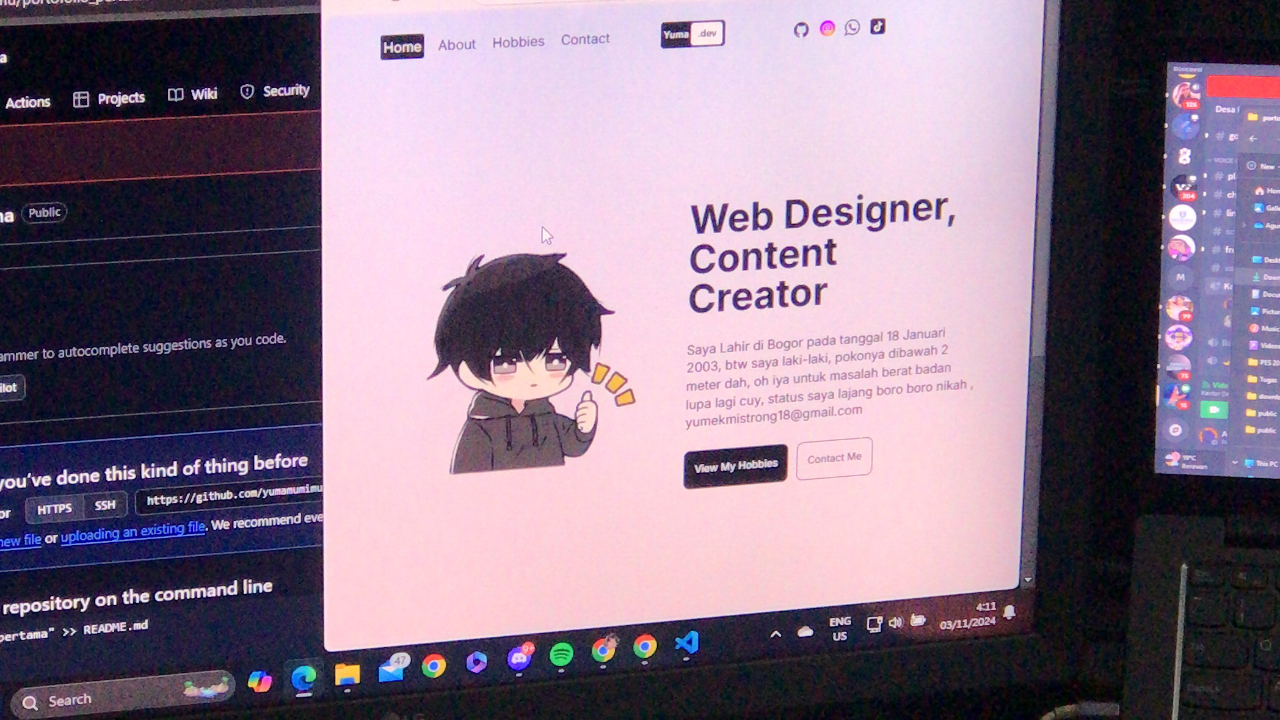 Actions
Projects
Wiki
Security
Public
autocomplete suggestions as you code.
you've done this kind of thing before
or
HTTPS
SSH
https://github.com/yumamumimu
new file or uploading an existing file. We recommend eve
repository on the command line
pertama" >> README.md
Home
About
Hobbies
Contact
Yuma .dev
Web Designer,
Content
Creator
Saya Lahir di Bogor pada tanggal 18 Januari
2003, btw saya laki-laki, pokonya dibawah 2
meter dah, oh iya untuk masalah berat badan
lupa lagi cuy, status saya lajang boro boro nikah ,
yumekmistrong18@gmail.com
View My Hobbies
Contact Me
Search
47
ENG
US
4:11
03/11/2024
Desa
New
This PC